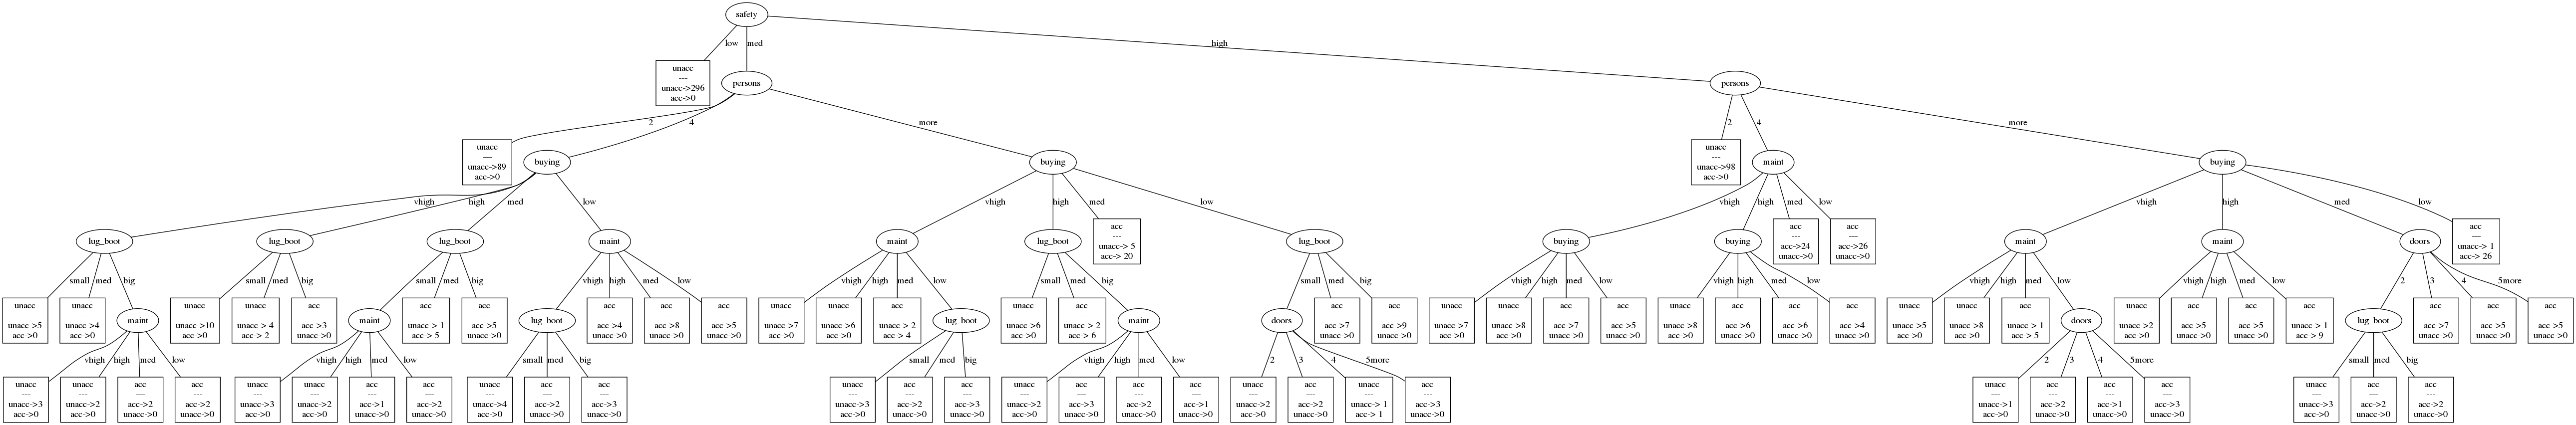 safety
low
med
high
unacc
---
unacc->296
acc->0
persons
persons
2
4
more
2
4
more
unacc
---
unacc->89
acc->0
buying
buying
unacc
---
unacc->98
acc->0
maint
buying
vhigh
high
med
low
vhigh
high
med
low
vhigh
high
med
low
vhigh
high
med
low
lug_boot
lug_boot
lug_boot
maint
maint
lug_boot
acc
---
unacc-> 5
acc-> 20
lug_boot
buying
buying
acc
---
acc->24
unacc->0
acc
---
acc->26
unacc->0
maint
maint
doors
acc
---
unacc-> 1
acc-> 26
small
med
big
small
med
big
small
med
big
vhigh
high
med
low
vhigh
high
med
low
small
med
big
small
med
big
vhigh
high
med
low
vhigh
high
med
low
vhigh
high
med
low
vhigh
high
med
low
2
3
4
5more
unacc
---
unacc->5
acc->0
unacc
---
unacc->4
acc->0
maint
unacc
---
unacc->10
acc->0
unacc
---
unacc-> 4
acc-> 2
acc
---
acc->3
unacc->0
maint
acc
---
unacc-> 1
acc-> 5
acc
---
acc->5
unacc->0
lug_boot
acc
---
acc->4
unacc->0
acc
---
acc->8
unacc->0
acc
---
acc->5
unacc->0
unacc
---
unacc->7
acc->0
unacc
---
unacc->6
acc->0
acc
---
unacc-> 2
acc-> 4
lug_boot
unacc
---
unacc->6
acc->0
acc
---
unacc-> 2
acc-> 6
maint
doors
acc
---
acc->7
unacc->0
acc
---
acc->9
unacc->0
unacc
---
unacc->7
acc->0
unacc
---
unacc->8
acc->0
acc
---
acc->7
unacc->0
acc
---
acc->5
unacc->0
unacc
---
unacc->8
acc->0
acc
---
acc->6
unacc->0
acc
---
acc->6
unacc->0
acc
---
acc->4
unacc->0
unacc
---
unacc->5
acc->0
unacc
---
unacc->8
acc->0
acc
---
unacc-> 1
acc-> 5
doors
unacc
---
unacc->2
acc->0
acc
---
acc->5
unacc->0
acc
---
acc->5
unacc->0
acc
---
unacc-> 1
acc-> 9
lug_boot
acc
---
acc->7
unacc->0
acc
---
acc->5
unacc->0
acc
---
acc->5
unacc->0
vhigh
high
med
low
vhigh
high
med
low
small
med
big
small
med
big
vhigh
high
med
low
2
3
4
5more
2
3
4
5more
small
med
big
unacc
---
unacc->3
acc->0
unacc
---
unacc->2
acc->0
acc
---
acc->2
unacc->0
acc
---
acc->2
unacc->0
unacc
---
unacc->3
acc->0
unacc
---
unacc->2
acc->0
acc
---
acc->1
unacc->0
acc
---
acc->2
unacc->0
unacc
---
unacc->4
acc->0
acc
---
acc->2
unacc->0
acc
---
acc->3
unacc->0
unacc
---
unacc->3
acc->0
acc
---
acc->2
unacc->0
acc
---
acc->3
unacc->0
unacc
---
unacc->2
acc->0
acc
---
acc->3
unacc->0
acc
---
acc->2
unacc->0
acc
---
acc->1
unacc->0
unacc
---
unacc->2
acc->0
acc
---
acc->2
unacc->0
unacc
---
unacc-> 1
acc-> 1
acc
---
acc->3
unacc->0
unacc
---
unacc->1
acc->0
acc
---
acc->2
unacc->0
acc
---
acc->1
unacc->0
acc
---
acc->3
unacc->0
unacc
---
unacc->3
acc->0
acc
---
acc->2
unacc->0
acc
---
acc->2
unacc->0